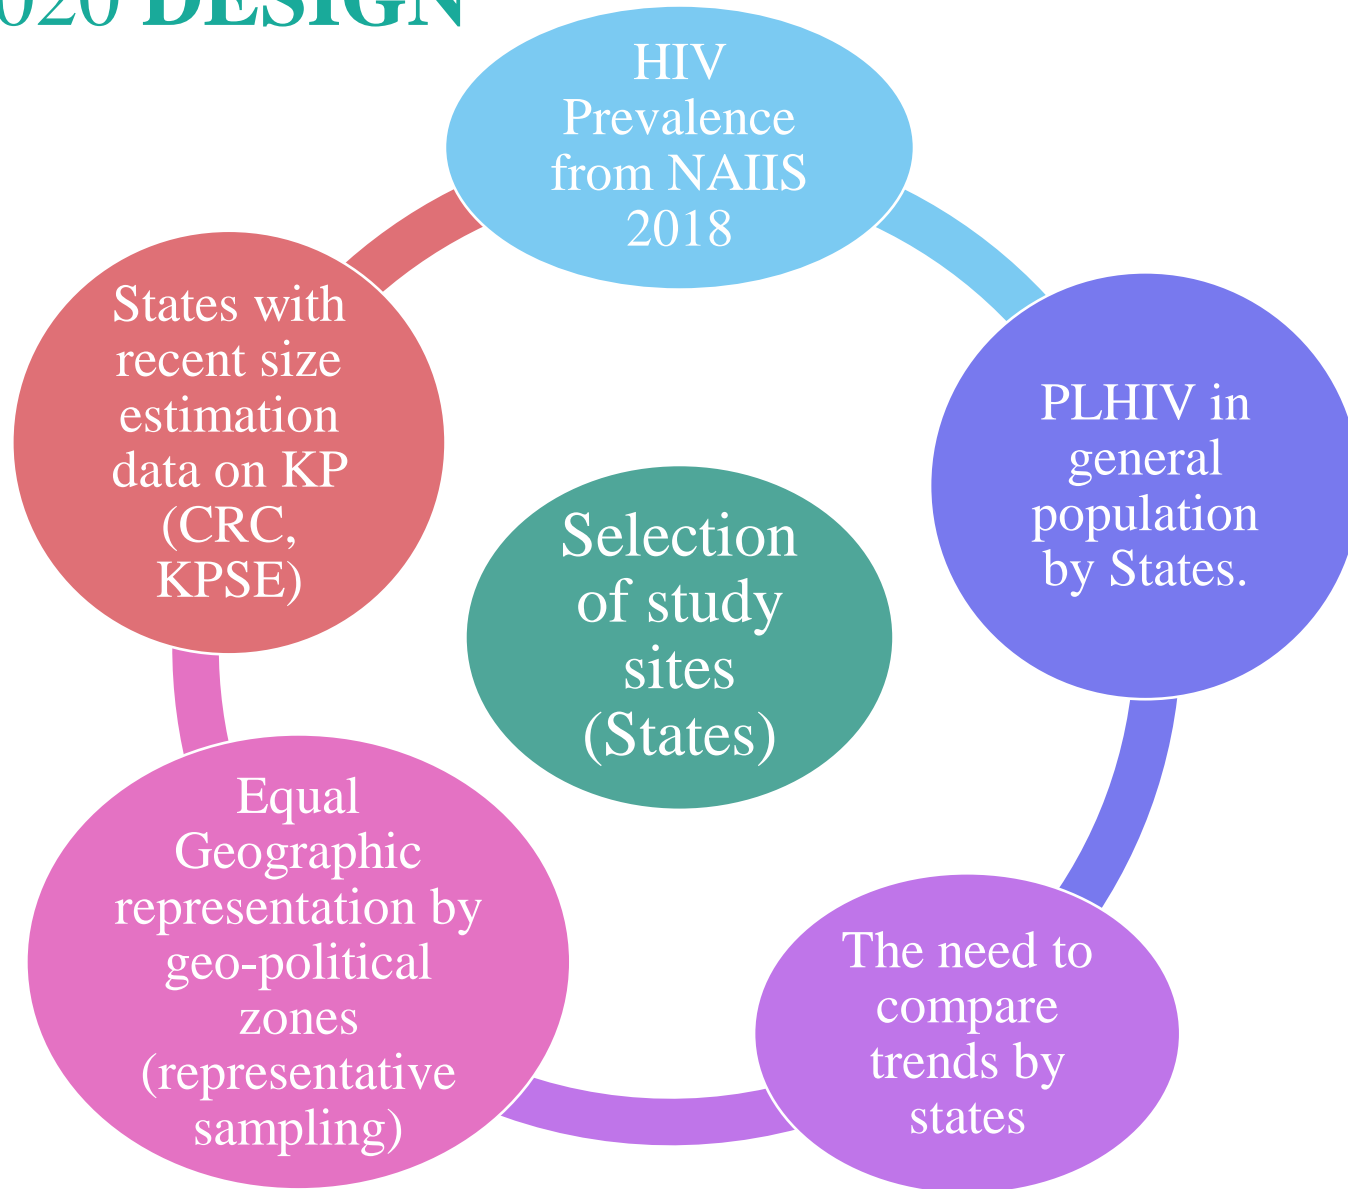 020 DESIGN
HIV
Prevalence
from NAIIS
2018
PLHIV in
general
population
by States.
The need to
compare
trends by
states
Equal
Geographic
representation by
geo-political
zones
(representative
sampling)
States with
recent size
estimation
data on KP
(CRC,
KPSE)
Selection
of study
sites
(States)